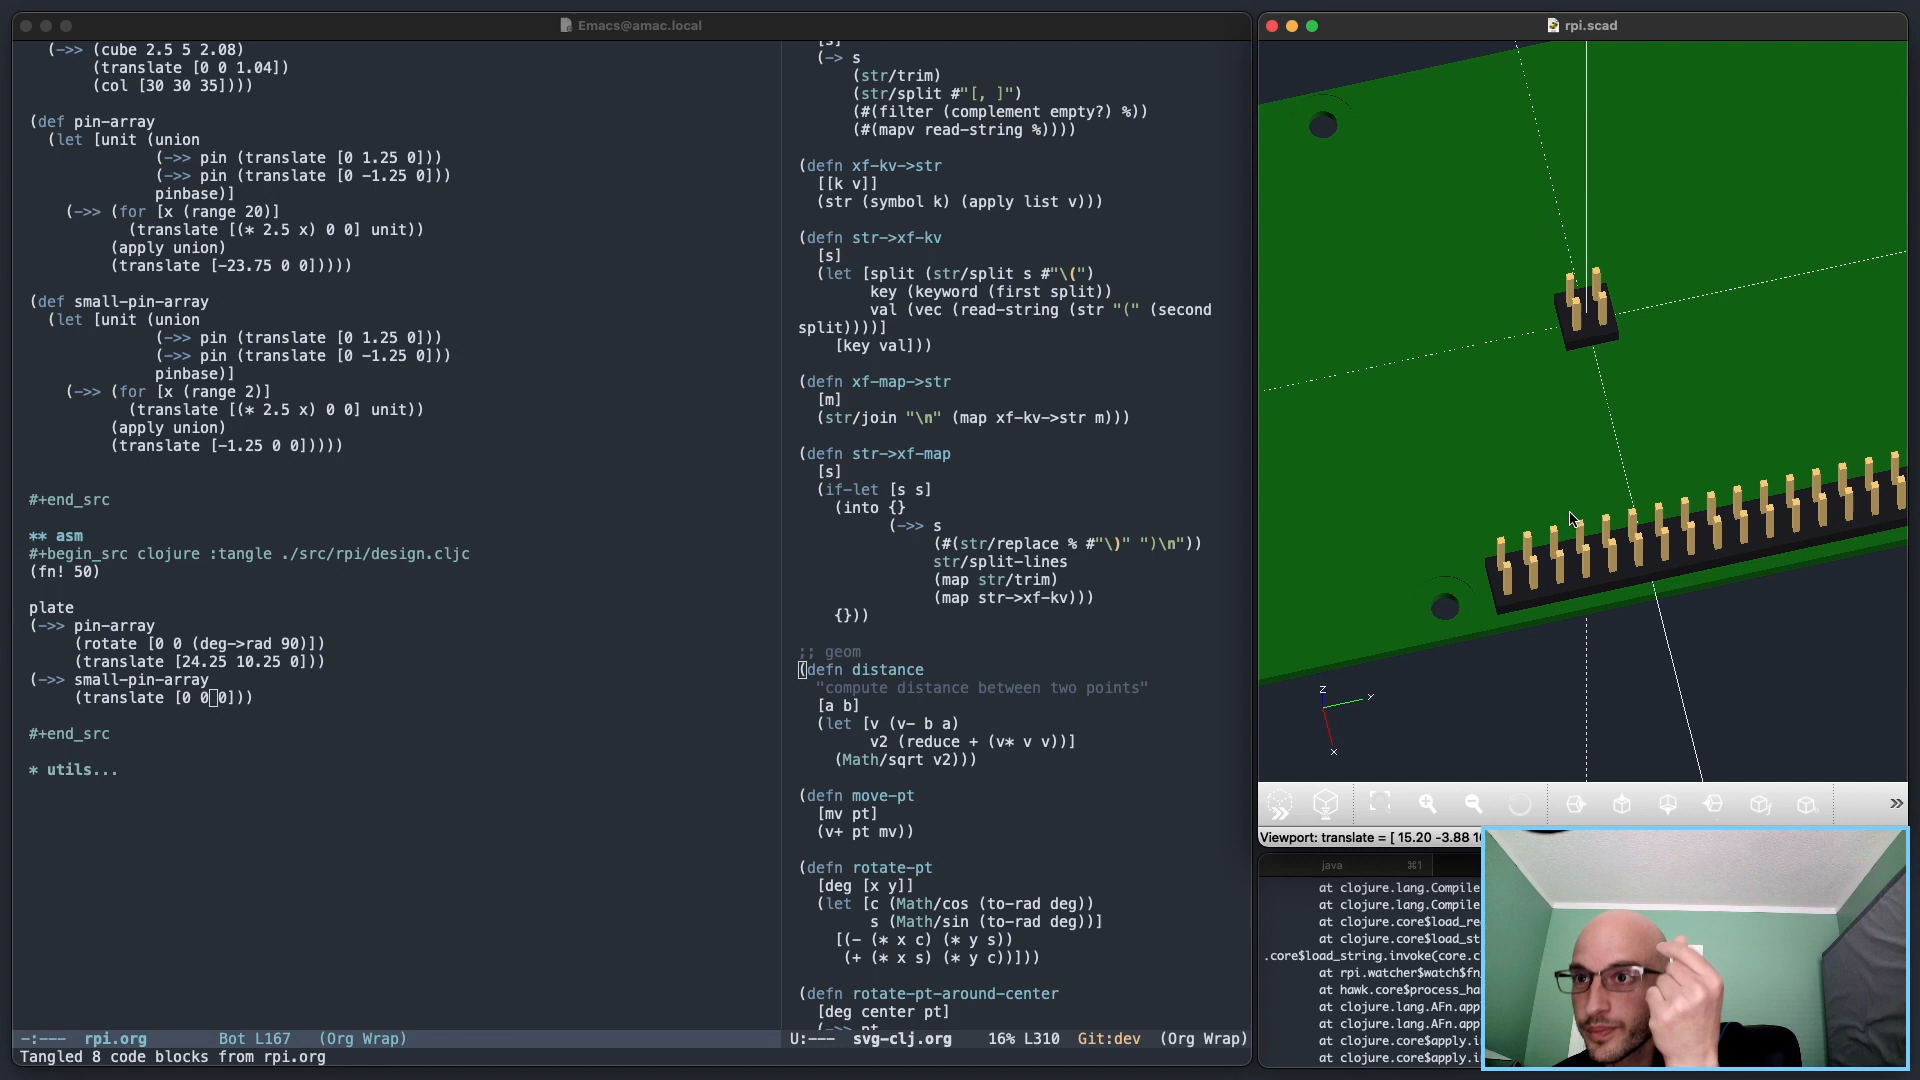 Emacs@amac.local
(->> (cube 2.5 5 2.08)
(translate [0 0 1.04])
(col [30 30 35])))
(def pin-array
(let [unit (union
(->> pin (translate [0 1.25 0]))
(->> pin (translate [0 -1.25 0]))
pinbase)]
(->> (for [x (range 20)]
(translate [(* 2.5 x) 0 0] unit))
(apply union)
(translate [-23.75 0 0]))))
(def small-pin-array
(let [unit (union
(->> pin (translate [0 1.25 0]))
(->> pin (translate [0 -1.25 0]))
pinbase)]
(->> (for [x (range 2)]
(translate [(* 2.5 x) 0 0] unit))
(apply union)
(translate [-1.25 0 0]))))
#+end_src
** asm
#+begin_src clojure :tangle ./src/rpi/design.cljc
(fn! 50)
plate
(->> pin-array
(rotate [0 0 (deg->rad 90)])
(translate [24.25 10.25 0]))
(->> small-pin-array
(translate [0 0 0]))
#+end_src
* utils...
-:--- rpi.org Bot L167 (Org Wrap)
Tangled 8 code blocks from rpi.org
[s]
(-> s
(str/trim)
(str/split #"[, ]")
(#(filter (complement empty?) %))
(#(mapv read-string %))))
(defn xf-kv->str
[[k v]]
(str (symbol k) (apply list v)))
(defn str->xf-kv
[s]
(let [split (str/split s #"\(")
key (keyword (first split))
val (vec (read-string (str "(" (second
split))))]
[key val]))
(defn xf-map->str
[m]
(str/join "\n" (map xf-kv->str m)))
(defn str->xf-map
[s]
(if-let [s s]
(into {}
(->> s
(#(str/replace % #"\)" ")\n"))
str/split-lines
(map str/trim)
(map str->xf-kv)))
{}))
;; geom
(defn distance
"compute distance between two points"
[a b]
(let [v (v- b a)
v2 (reduce + (v* v v))]
(Math/sqrt v2)))
(defn move-pt
[mv pt]
(v+ pt mv))
(defn rotate-pt
[deg [x y]]
(let [c (Math/cos (to-rad deg))
s (Math/sin (to-rad deg))]
[(- (* x c) (* y s))
(+ (* x s) (* y c))]))
(defn rotate-pt-around-center
[deg center pt]
(->> pt
U:--- svg-clj.org 16% L310 Git:dev (Org Wrap)
rpi.scad
Z
Y
X
Viewport: translate = [ 15.20 -3.88
java ⌘1
at clojure.lang.Compile
at clojure.lang.Compile
at clojure.core$load_re
at clojure.core$load_st
.core$load_string.invoke(core.c
at rpi.watcher$watch$fn
at hawk.core$process_ha
at clojure.lang.AFn.app
at clojure.lang.AFn.app
at clojure.core$apply.i
at clojure.core$apply.i